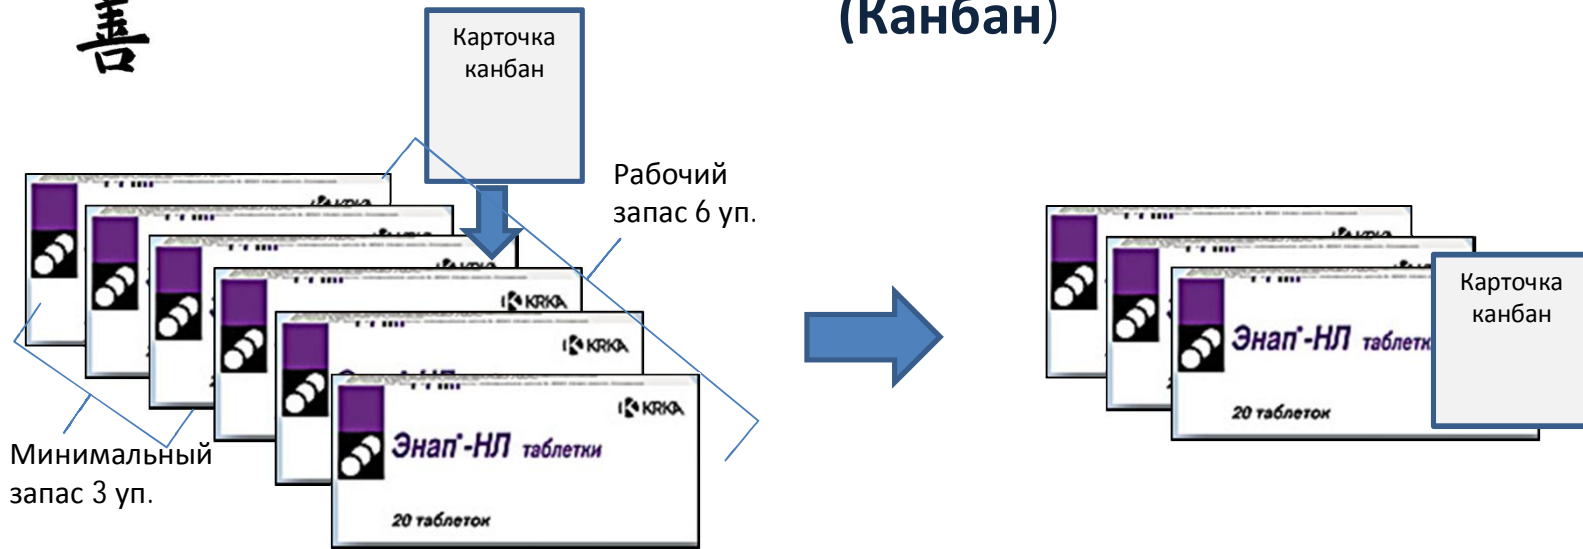 善
(Канбан)
Карточка
канбан
Рабочий
запас 6 уп.
KRKA
KRKA
KRKA
Энап®-НЛ таблетки
20 таблеток
Минимальный
запас 3 уп.
Энап®-НЛ таблетк
20 таблеток
Карточка
канбан